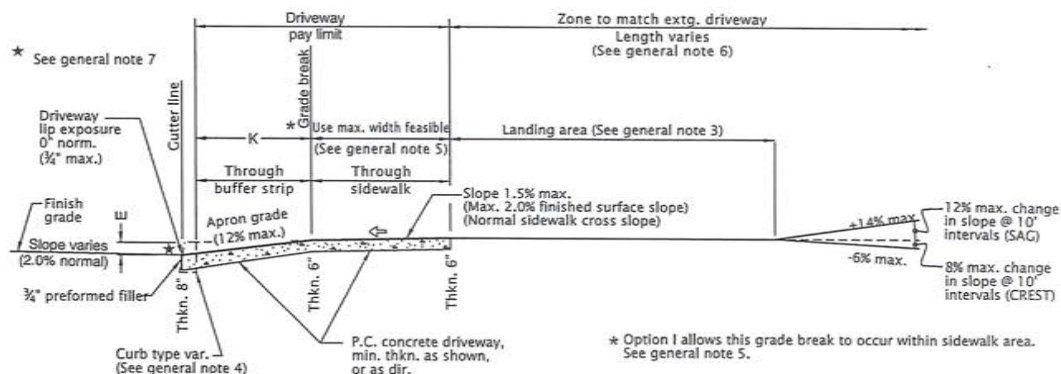 Driveway
pay limit
Zone to match extg. driveway
Length varies
(See general note 6)
★ See general note 7
Gutter line
Grade break
Driveway
lip exposure
0" norm.
(¾" max.)
K
*
Use max. width feasible
(See general note 5)
Landing area (See general note 3)
Through
buffer strip
Through
sidewalk
Slope 1.5% max.
(Max. 2.0% finished surface slope)
(Normal sidewalk cross slope)
Finish
grade
E
Apron grade
(12% max.)
Slope varies
(2.0% normal)
★
+14% max.
-6% max.
12% max. change
in slope @ 10'
intervals (SAG)
8% max. change
in slope @ 10'
intervals (CREST)
¾" preformed filler
Thkn. 8"
Thkn. 6"
Thkn. 6"
Curb type var.
(See general note 4)
P.C. concrete driveway,
min. thkn. as shown,
or as dir.
* Option I allows this grade break to occur within sidewalk area.
See general note 5.